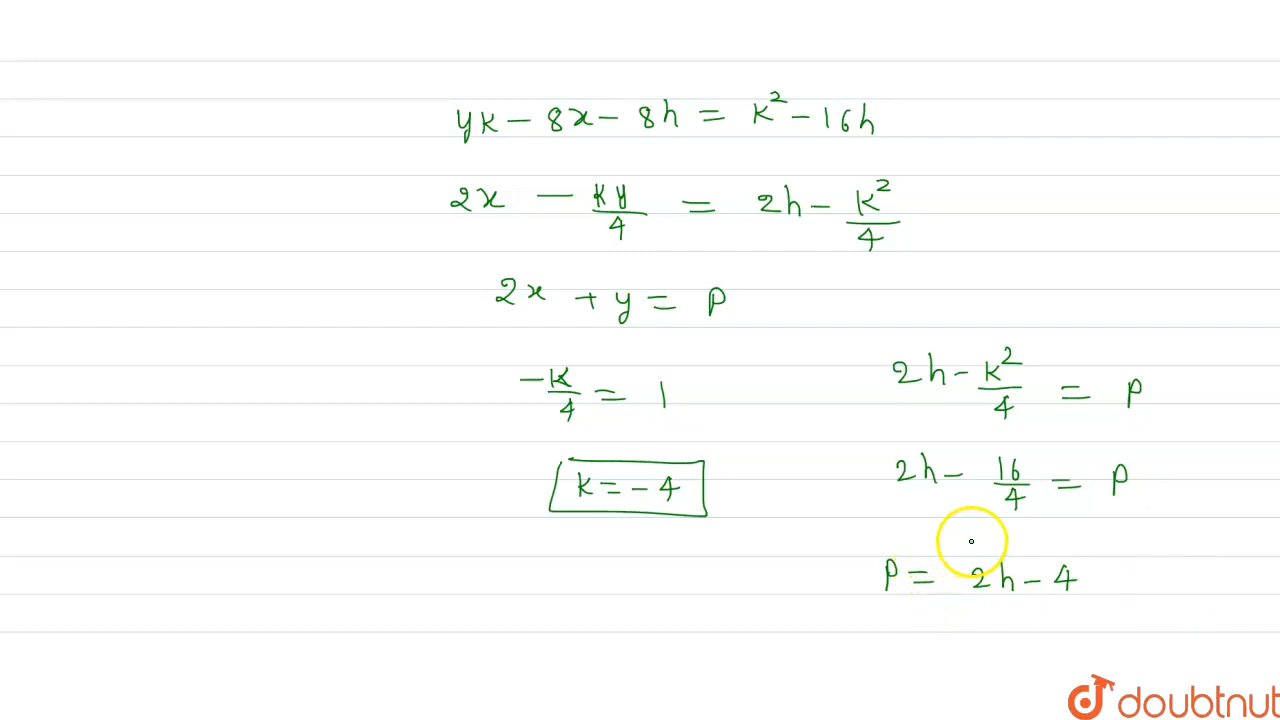 yk - 8x - 8h = k² - 16h
2x - ky/4 = 2h - k²/4
2x + y = P
-k/4 = 1
2h - k²/4 = P
k = -4
2h - 16/4 = P
P = 2h - 4
doubtnut